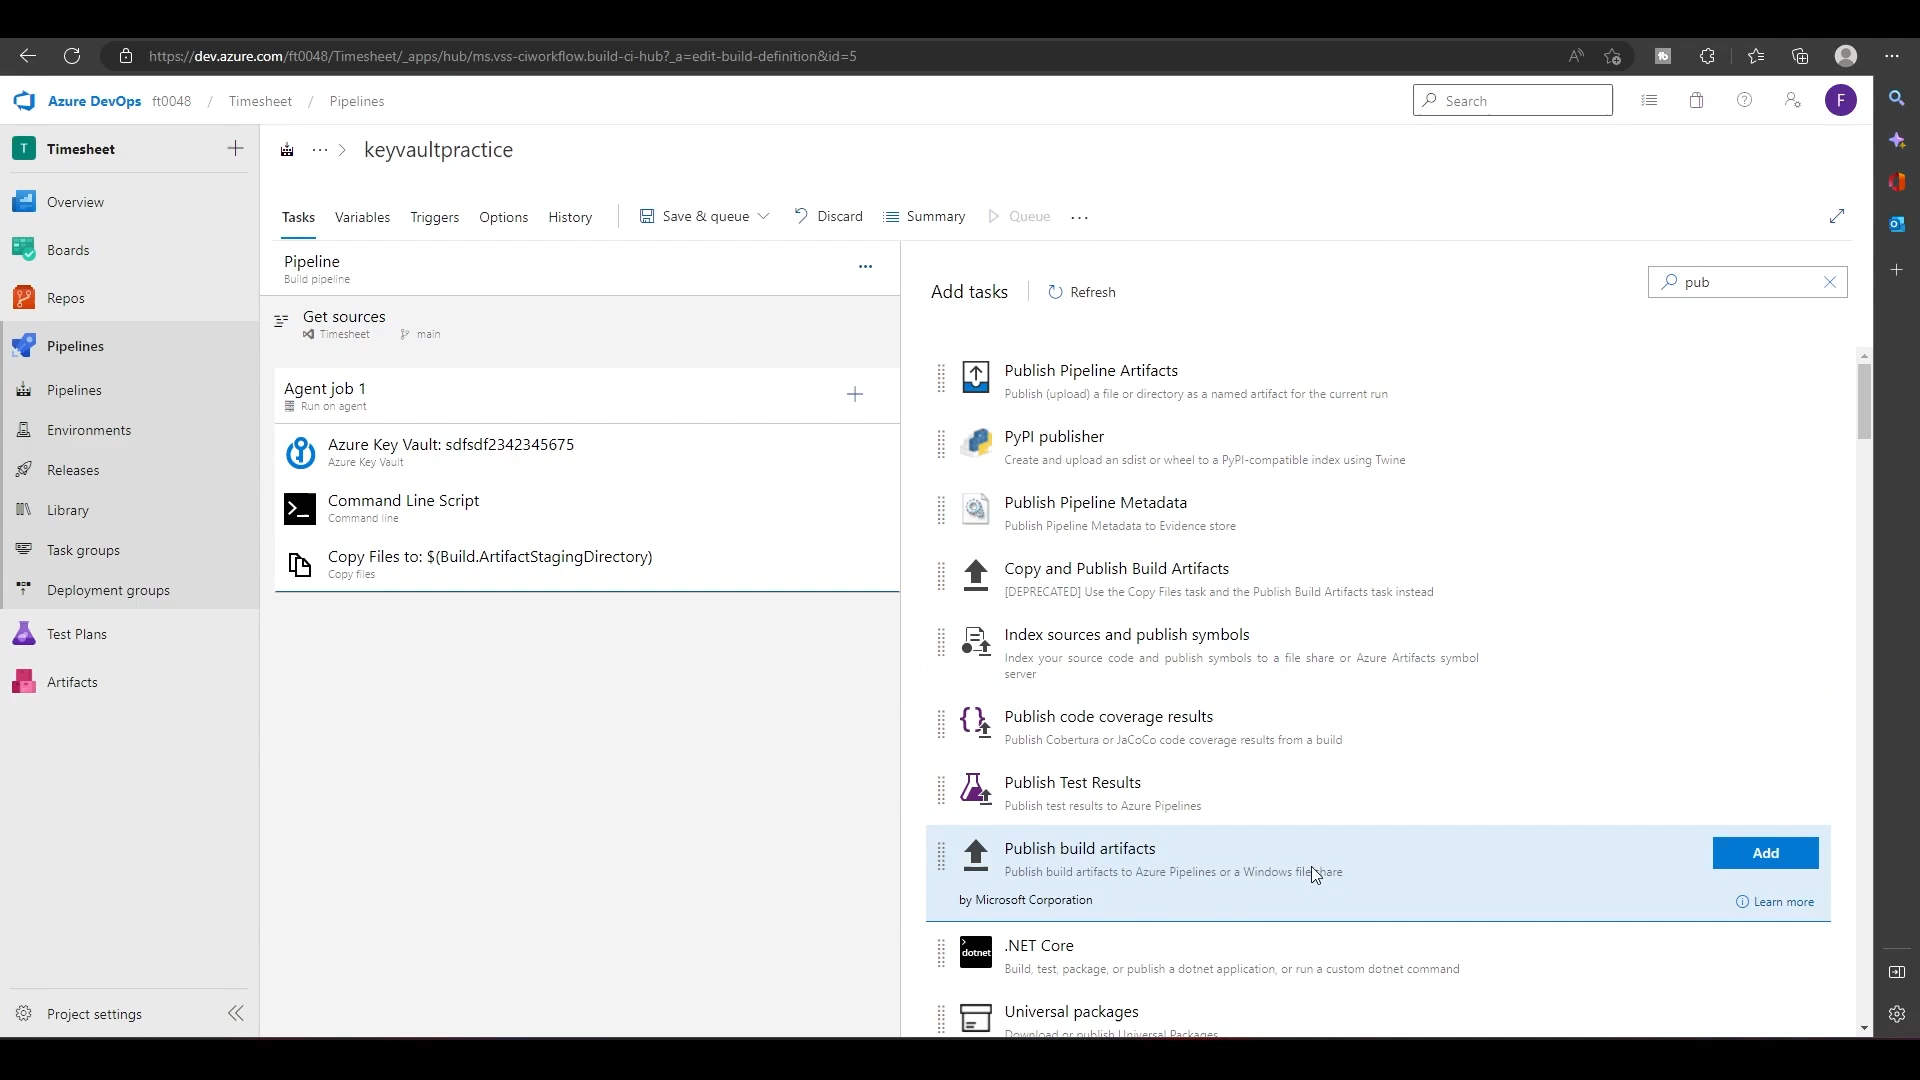 https://dev.azure.com/ft0048/Timesheet/_apps/hub/ms.vss-ciworkflow.build-ci-hub?_a=edit-build-definition&id=5
Azure DevOps ft0048 / Timesheet / Pipelines
Search
F
T Timesheet
Overview
Boards
Repos
Pipelines
Pipelines
Environments
Releases
Library
Task groups
Deployment groups
Test Plans
Artifacts
Project settings
keyvaultpractice
Tasks Variables Triggers Options History Save & queue Discard Summary Queue
Pipeline
Build pipeline
Get sources
Timesheet main
Agent job 1
Run on agent
Azure Key Vault: sdfsdf2342345675
Azure Key Vault
Command Line Script
Command line
Copy Files to: $(Build.ArtifactStagingDirectory)
Copy files
Add tasks Refresh
pub
Publish Pipeline Artifacts
Publish (upload) a file or directory as a named artifact for the current run
PyPI publisher
Create and upload an sdist or wheel to a PyPI-compatible index using Twine
Publish Pipeline Metadata
Publish Pipeline Metadata to Evidence store
Copy and Publish Build Artifacts
[DEPRECATED] Use the Copy Files task and the Publish Build Artifacts task instead
Index sources and publish symbols
Index your source code and publish symbols to a file share or Azure Artifacts symbol
server
Publish code coverage results
Publish Cobertura or JaCoCo code coverage results from a build
Publish Test Results
Publish test results to Azure Pipelines
Publish build artifacts
Add
Publish build artifacts to Azure Pipelines or a Windows file share
by Microsoft Corporation
Learn more
dotnet
.NET Core
Build, test, package, or publish a dotnet application, or run a custom dotnet command
Universal packages
Download or publish Universal Packages